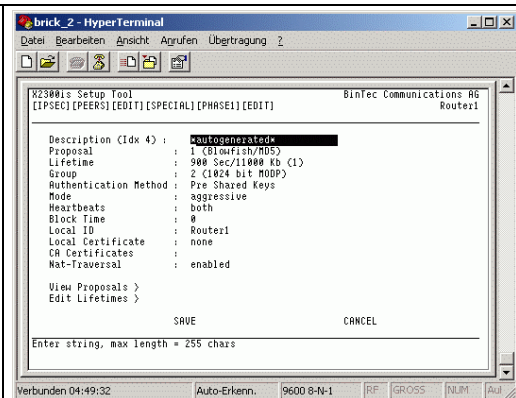 brick_2 - HyperTerminal
Datei Bearbeiten Ansicht Anrufen Übertragung ?
X2300is Setup Tool BinTec Communications AG
[IPSEC][PEERS][EDIT][SPECIAL][PHASE1][EDIT] Router1
Description (Idx 4) : *autogenerated*
Proposal : 1 (Blowfish/MD5)
Lifetime : 900 Sec/11000 Kb (1)
Group : 2 (1024 bit MODP)
Authentication Method : Pre Shared Keys
Mode : aggressive
Heartbeats : both
Block Time : 0
Local ID : Router1
Local Certificate : none
CA Certificates :
Nat-Traversal : enabled
View Proposals >
Edit Lifetimes >
SAVE CANCEL
Enter string, max length = 255 chars
Verbunden 04:49:32 Auto-Erkenn. 9600 8-N-1 RF GROSS NUM Auf